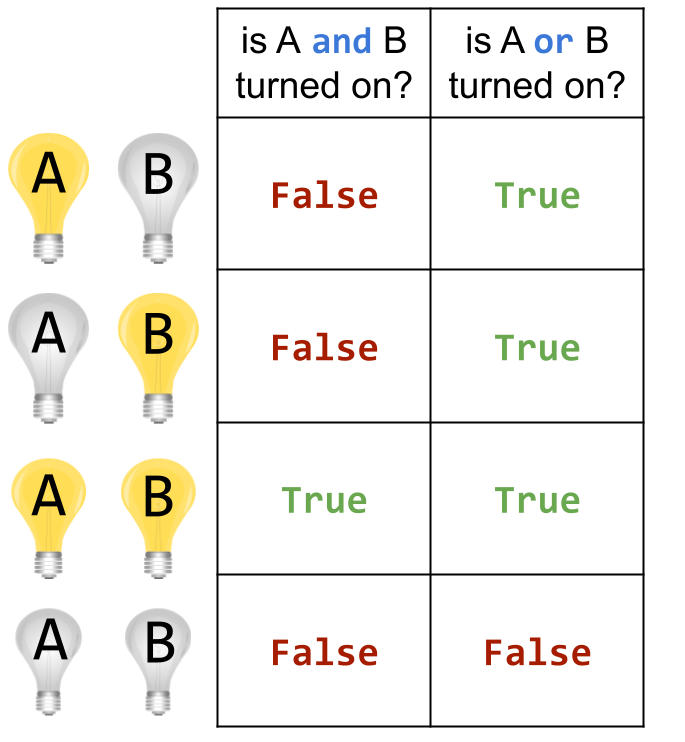 is A and B
turned on?
is A or B
turned on?
A B
False
True
A B
False
True
A B
True
True
A B
False
False